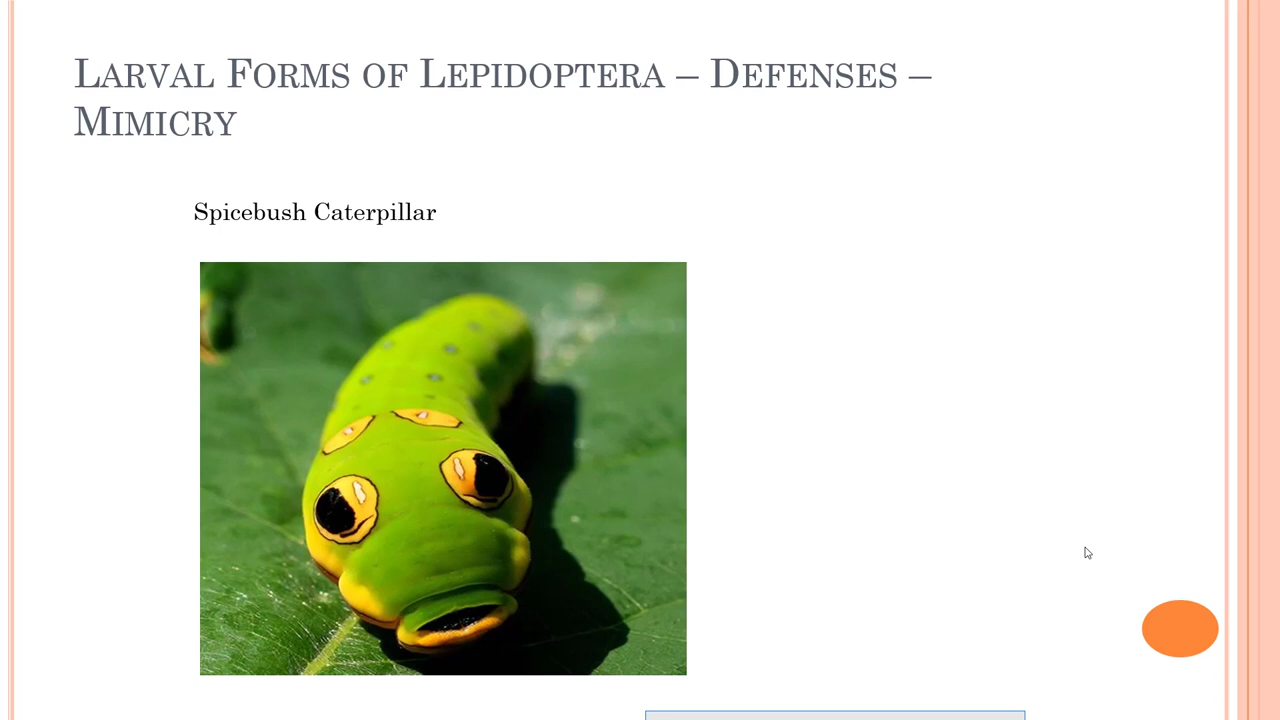 Larval Forms of Lepidoptera – Defenses –
Mimicry
Spicebush Caterpillar